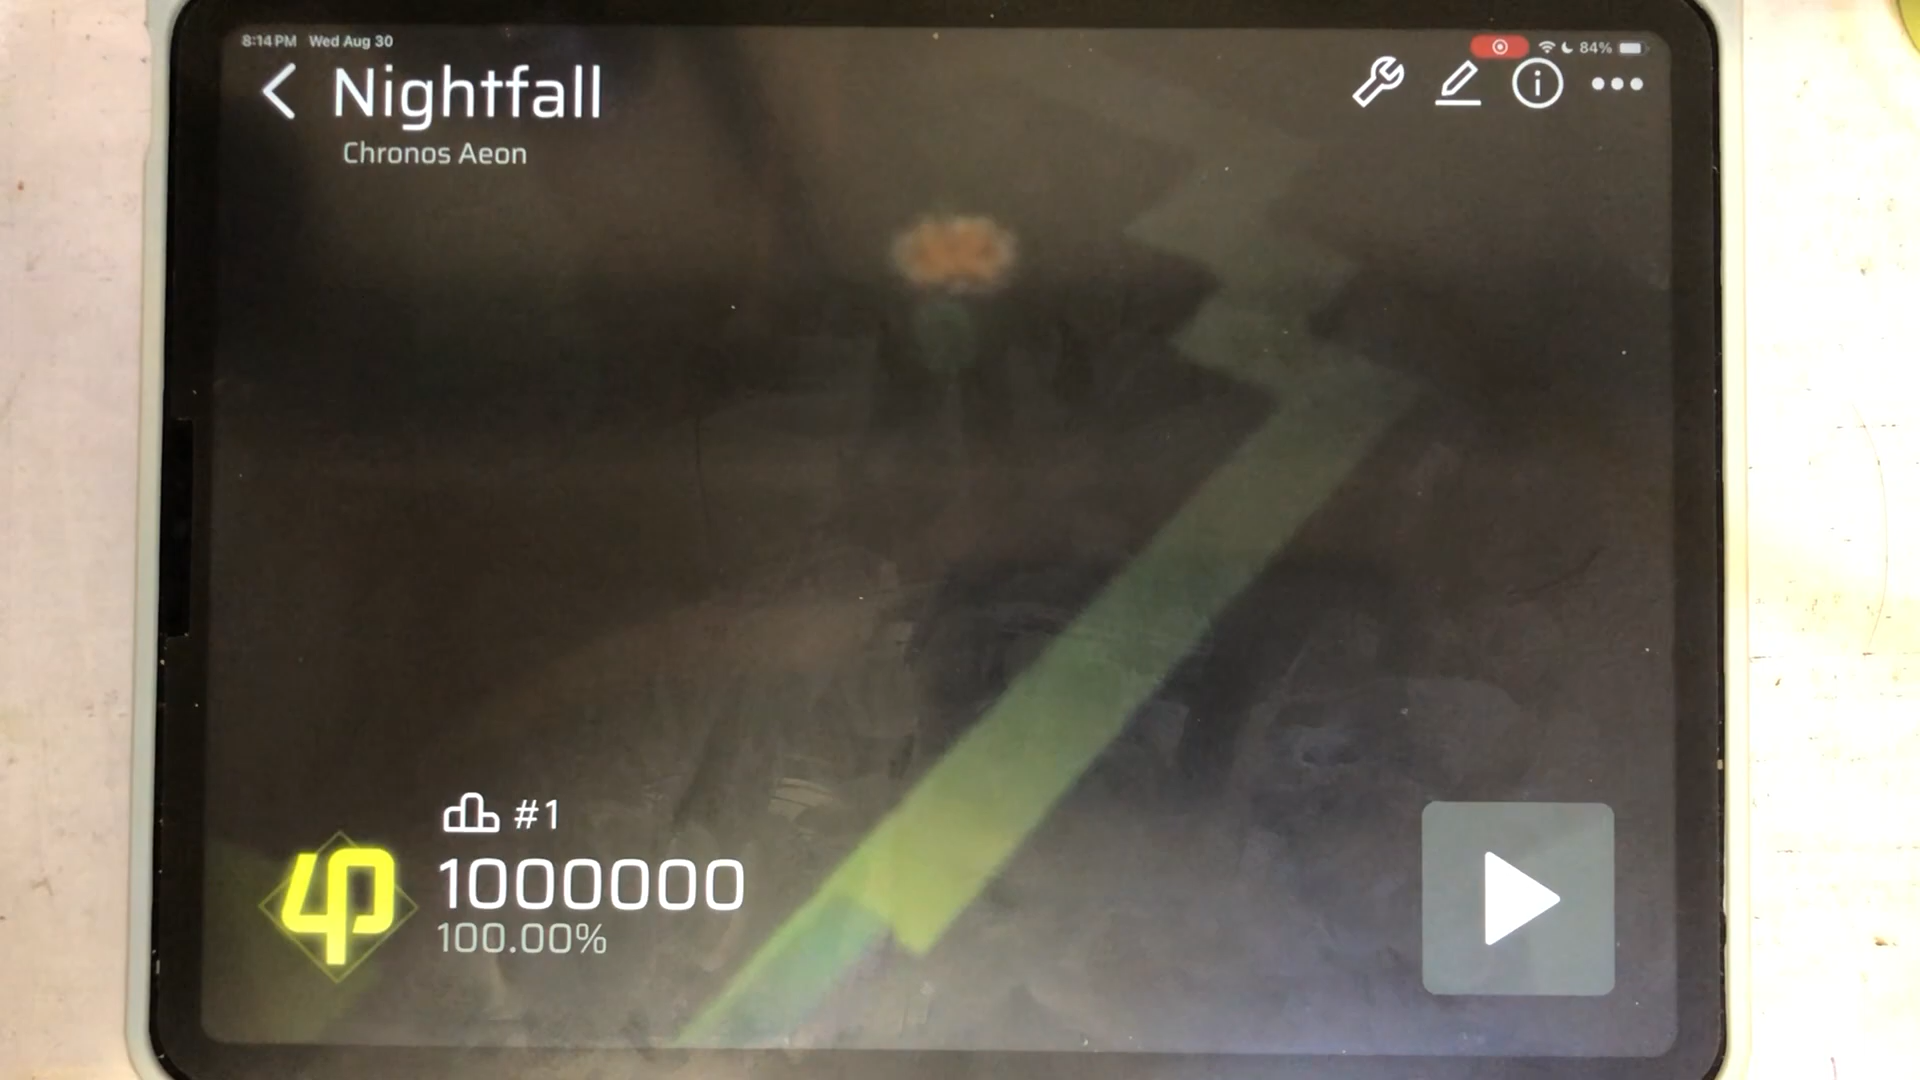 8:14 PM Wed Aug 30
84%
Nightfall
Chronos Aeon
#1
1000000
100.00%